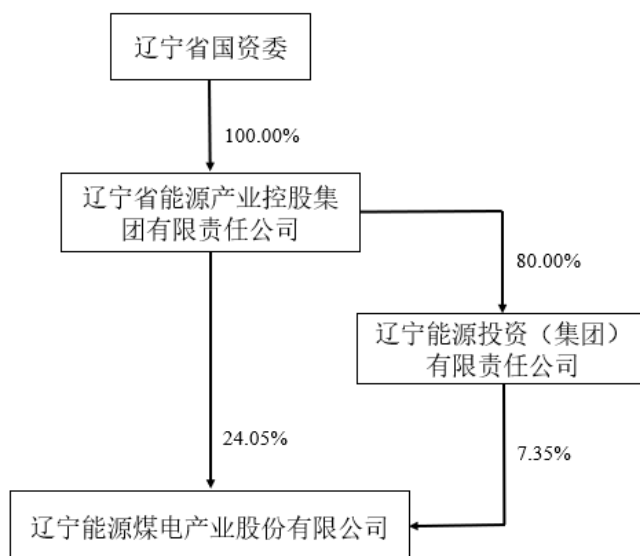 辽宁省国资委
100.00%
辽宁省能源产业控股集
团有限责任公司
80.00%
辽宁能源投资（集团）
有限责任公司
24.05%
7.35%
辽宁能源煤电产业股份有限公司